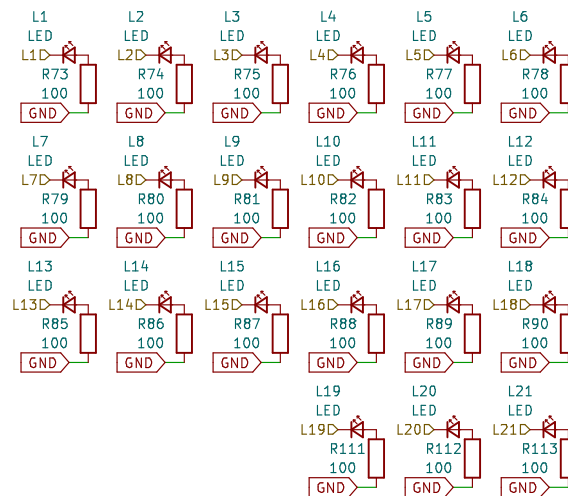 L1 L2 L3 L4 L5 L6
LED LED LED LED LED LED
L1 L2 L3 L4 L5 L6
R73 R74 R75 R76 R77 R78
100 100 100 100 100 100
GND GND GND GND GND GND
L7 L8 L9 L10 L11 L12
LED LED LED LED LED LED
L7 L8 L9 L10 L11 L12
R79 R80 R81 R82 R83 R84
100 100 100 100 100 100
GND GND GND GND GND GND
L13 L14 L15 L16 L17 L18
LED LED LED LED LED LED
L13 L14 L15 L16 L17 L18
R85 R86 R87 R88 R89 R90
100 100 100 100 100 100
GND GND GND GND GND GND
L19 L20 L21
LED LED LED
L19 L20 L21
R111 R112 R113
100 100 100
GND GND GND